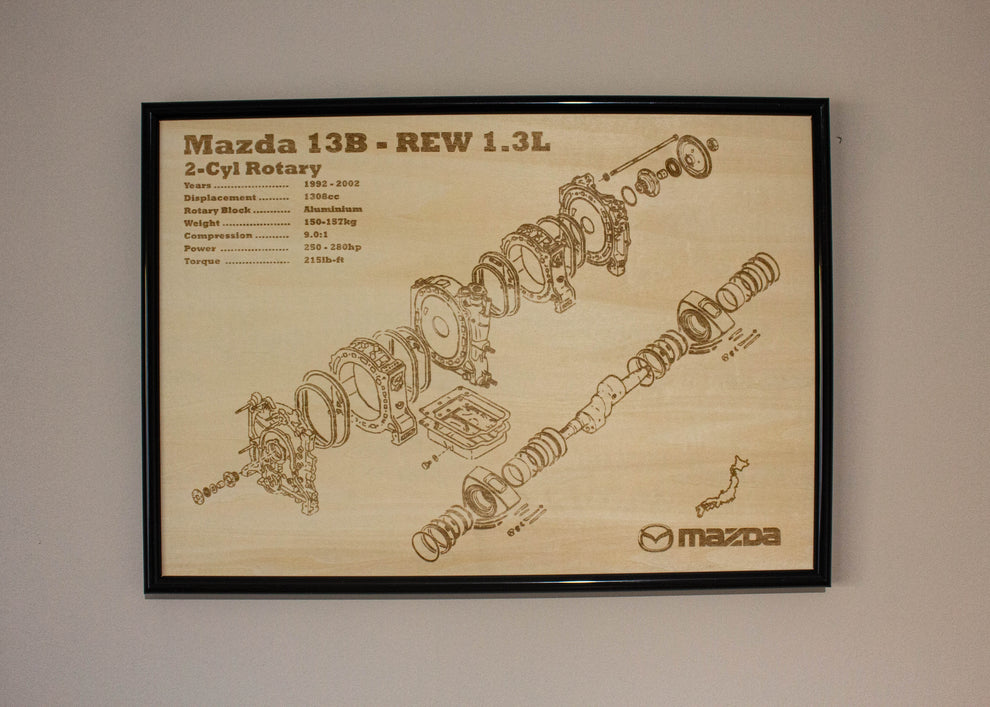 Mazda 13B - REW 1.3L
2-Cyl Rotary
Years .................... 1992 - 2002
Displacement ......... 1308cc
Rotary Block ........... Aluminium
Weight .................... 150-157kg
Compression .......... 9.0:1
Power .................... 250 - 280hp
Torque ................... 215lb-ft
mazda